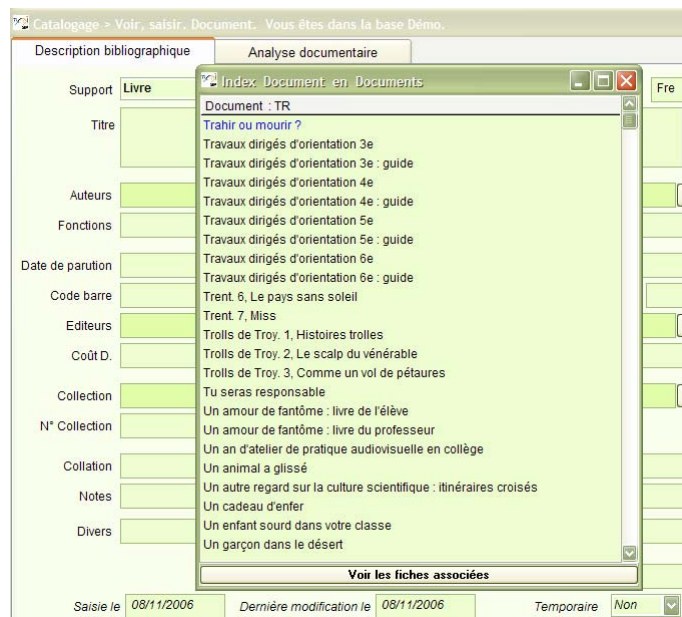 Catalogage > Voir, saisir. Document. Vous êtes dans la base Démo.
Description bibliographique
Analyse documentaire
Support Livre
Fre
Titre
Auteurs
Fonctions
Date de parution
Code barre
Editeurs
Coût D.
Collection
N° Collection
Collation
Notes
Divers
Index Document en Documents
Document : TR
Trahir ou mourir ?
Travaux dirigés d'orientation 3e
Travaux dirigés d'orientation 3e : guide
Travaux dirigés d'orientation 4e
Travaux dirigés d'orientation 4e : guide
Travaux dirigés d'orientation 5e
Travaux dirigés d'orientation 5e : guide
Travaux dirigés d'orientation 6e
Travaux dirigés d'orientation 6e : guide
Trent. 6, Le pays sans soleil
Trent. 7, Miss
Trolls de Troy. 1, Histoires trolles
Trolls de Troy. 2, Le scalp du vénérable
Trolls de Troy. 3, Comme un vol de pétaures
Tu seras responsable
Un amour de fantôme : livre de l'élève
Un amour de fantôme : livre du professeur
Un an d'atelier de pratique audiovisuelle en collège
Un animal a glissé
Un autre regard sur la culture scientifique : itinéraires croisés
Un cadeau d'enfer
Un enfant sourd dans votre classe
Un garçon dans le désert
Voir les fiches associées
Saisie le 08/11/2006 Dernière modification le 08/11/2006 Temporaire Non